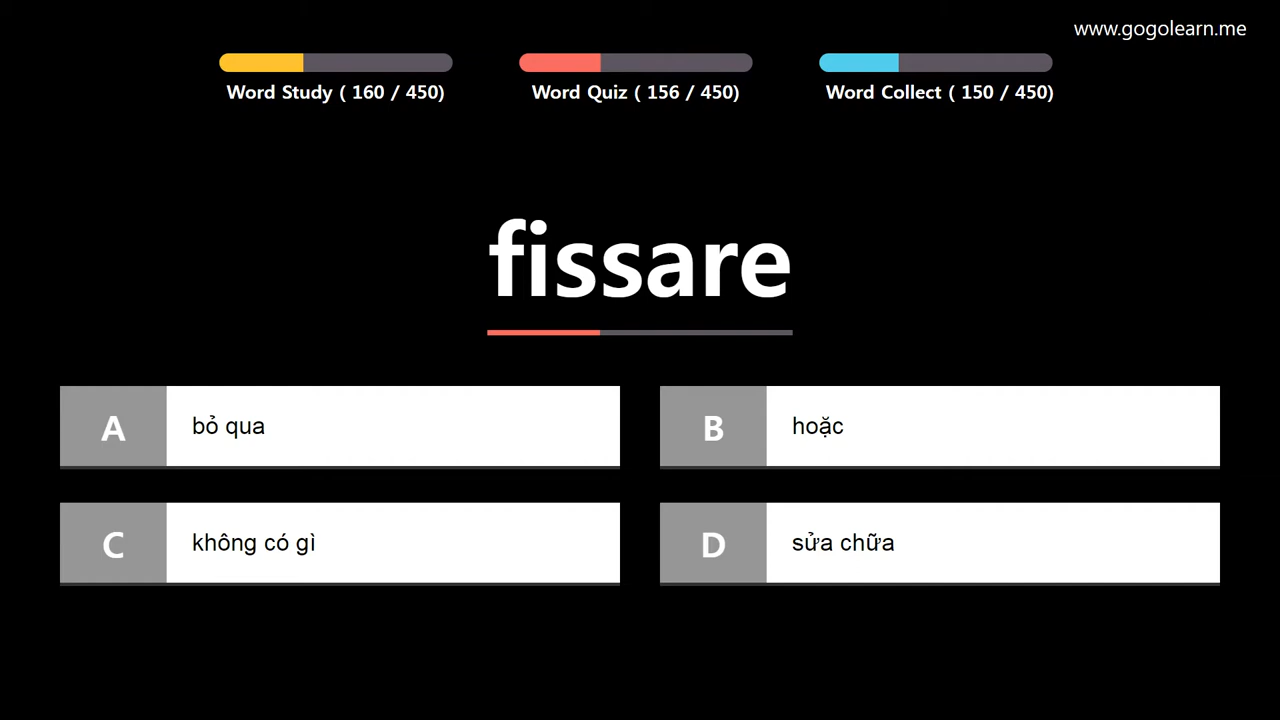 www.gogolearn.me
Word Study ( 160 / 450)
Word Quiz ( 156 / 450)
Word Collect ( 150 / 450)
fissare
A bỏ qua
B hoặc
C không có gì
D sửa chữa